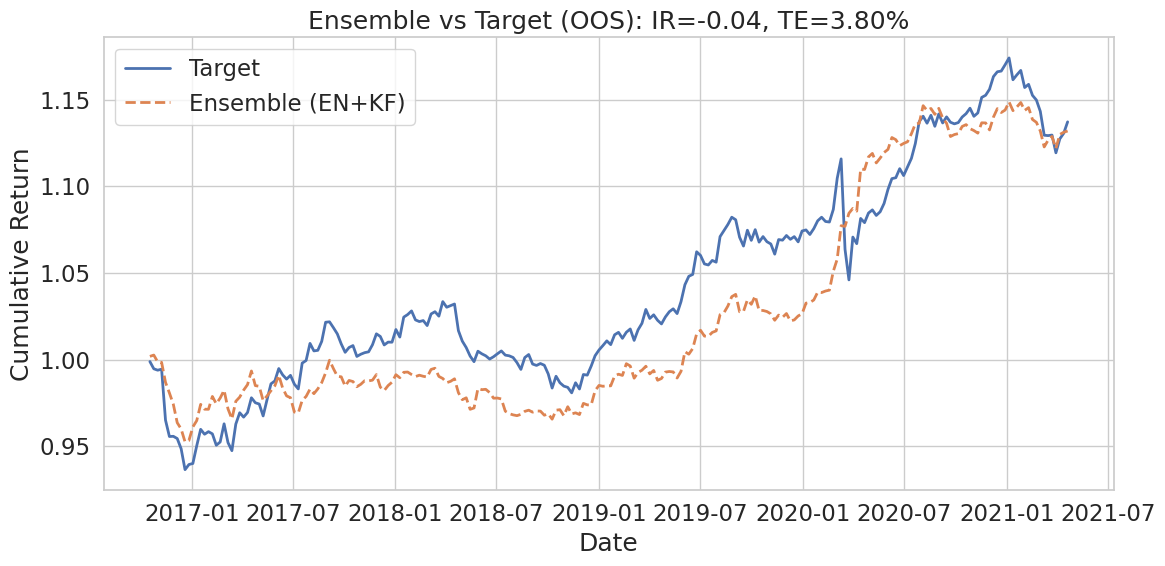 Ensemble vs Target (OOS): IR=-0.04, TE=3.80%
Target
Ensemble (EN+KF)
Cumulative Return
1.15
1.10
1.05
1.00
0.95
2017-01 2017-07 2018-01 2018-07 2019-01 2019-07 2020-01 2020-07 2021-01 2021-07
Date